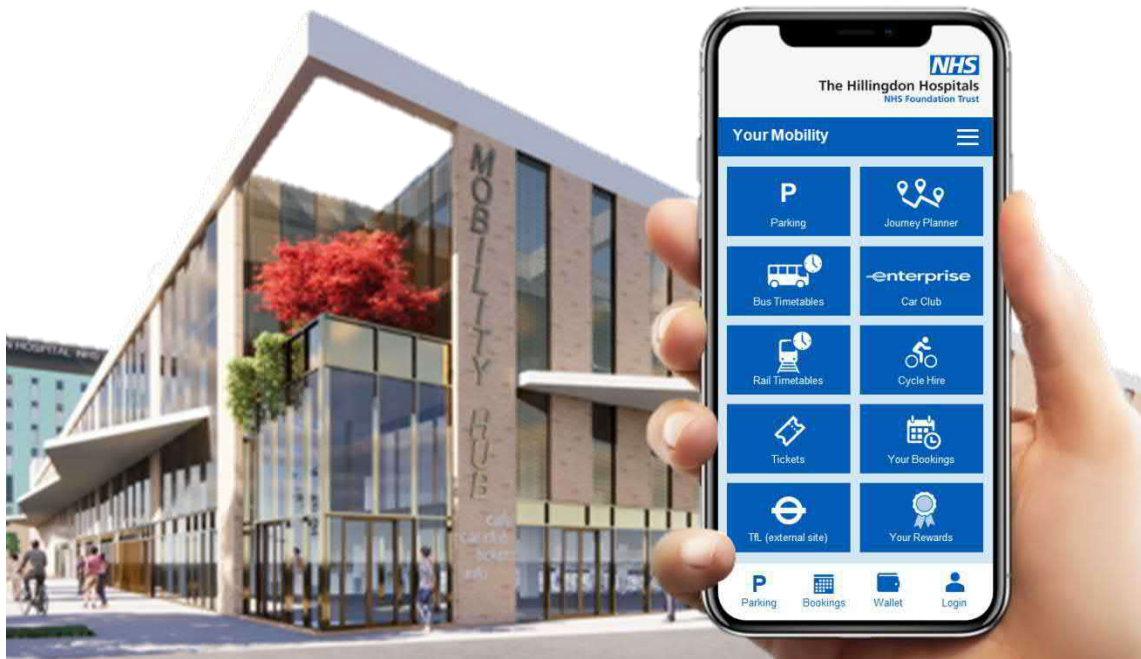 N HOSPITAL NHS
MOBILITY HUB
Café
Car club
Tickets
info
NHS
The Hillingdon Hospitals
NHS Foundation Trust
Your Mobility
P
Parking
Journey Planner
Bus Timetables
enterprise
Car Club
Rail Timetables
Cycle Hire
Tickets
Your Bookings
TfL (external site)
Your Rewards
P
Parking
Bookings
Wallet
Login